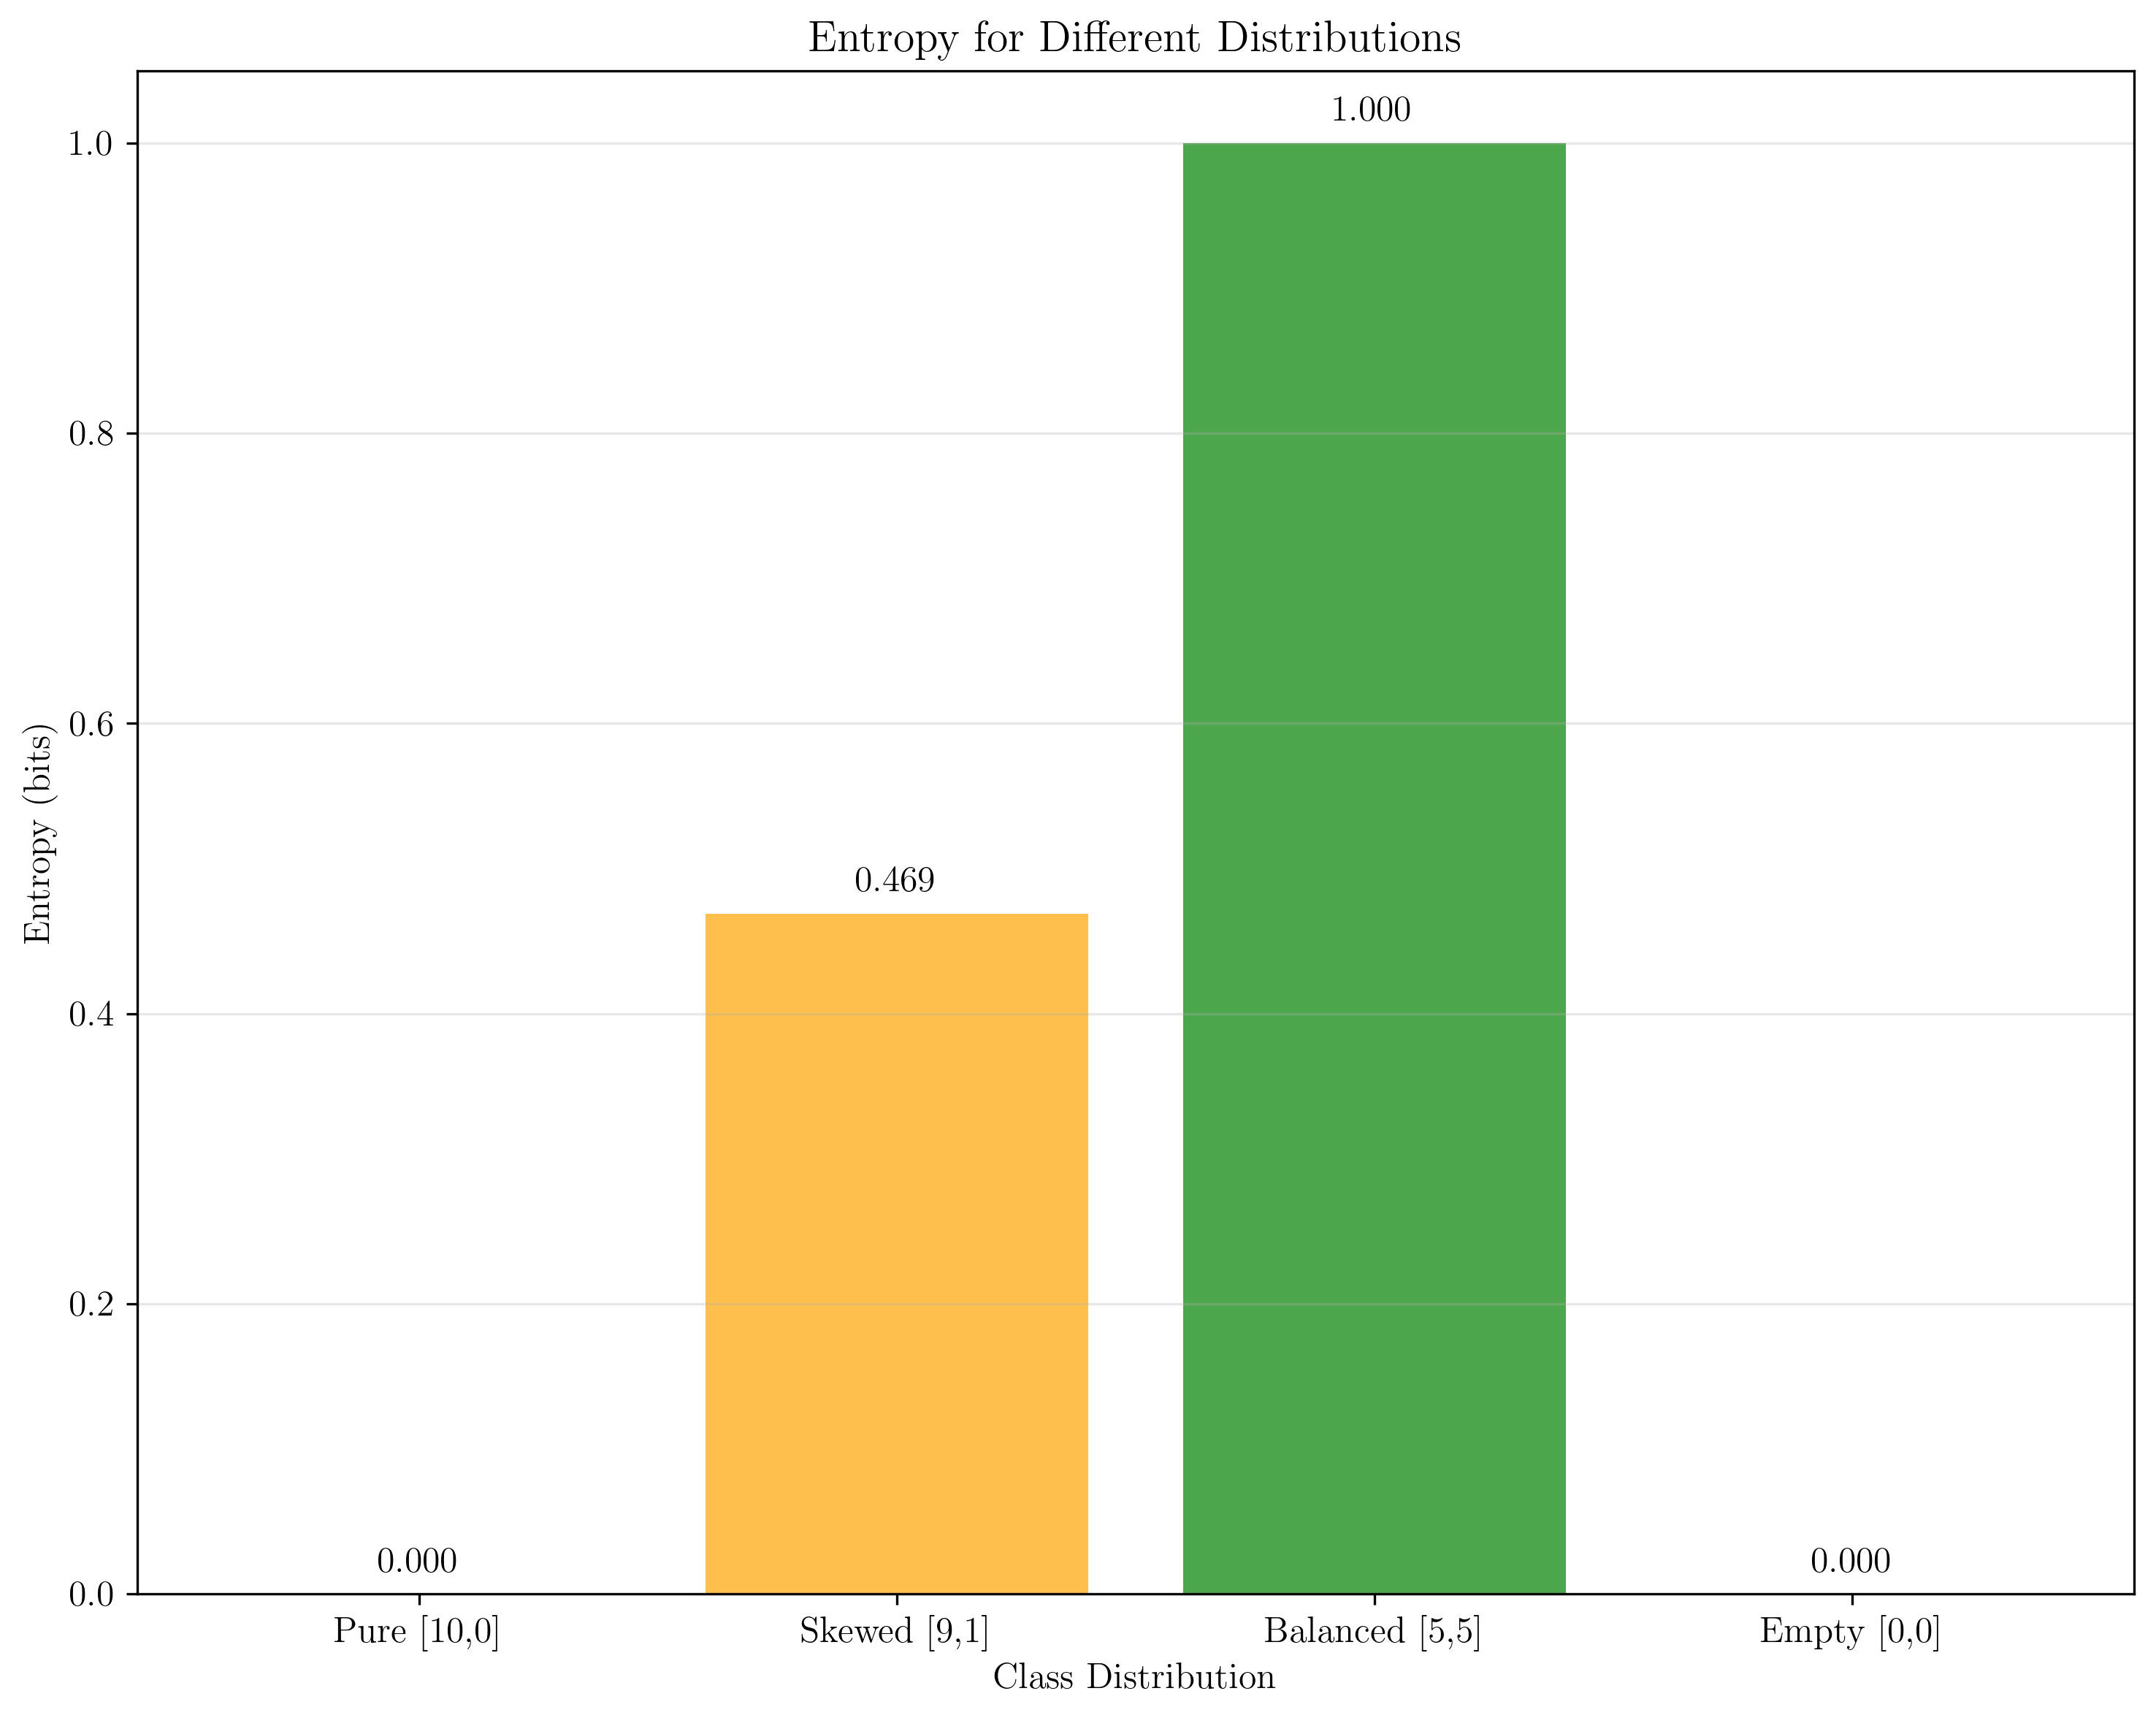 Entropy for Different Distributions
1.000
1.0
0.8
0.6
0.469
0.4
0.2
0.000
0.000
0.0
Entropy (bits)
Pure [10,0]
Skewed [9,1]
Balanced [5,5]
Empty [0,0]
Class Distribution